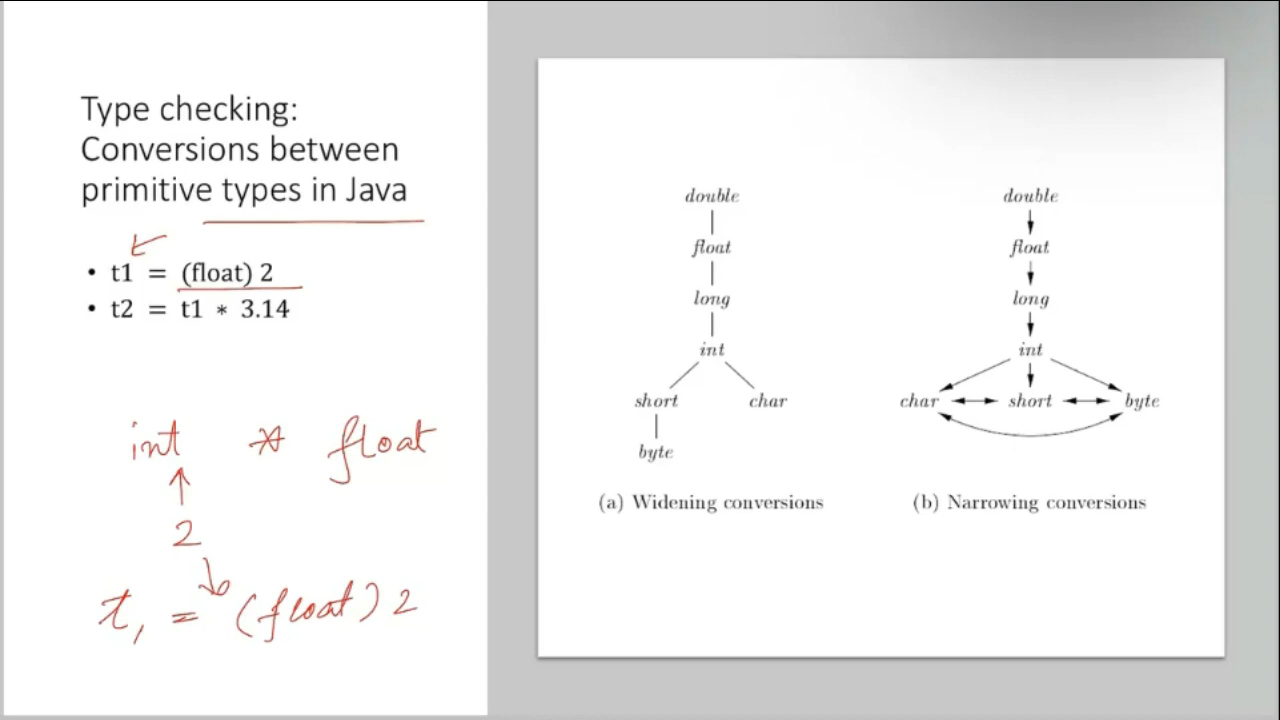 Type checking:
Conversions between
primitive types in Java
• t1 = (float) 2
• t2 = t1 * 3.14
int * float
2
t1 = (float) 2
double
float
long
int
short char
byte
(a) Widening conversions
double
float
long
int
char short byte
(b) Narrowing conversions